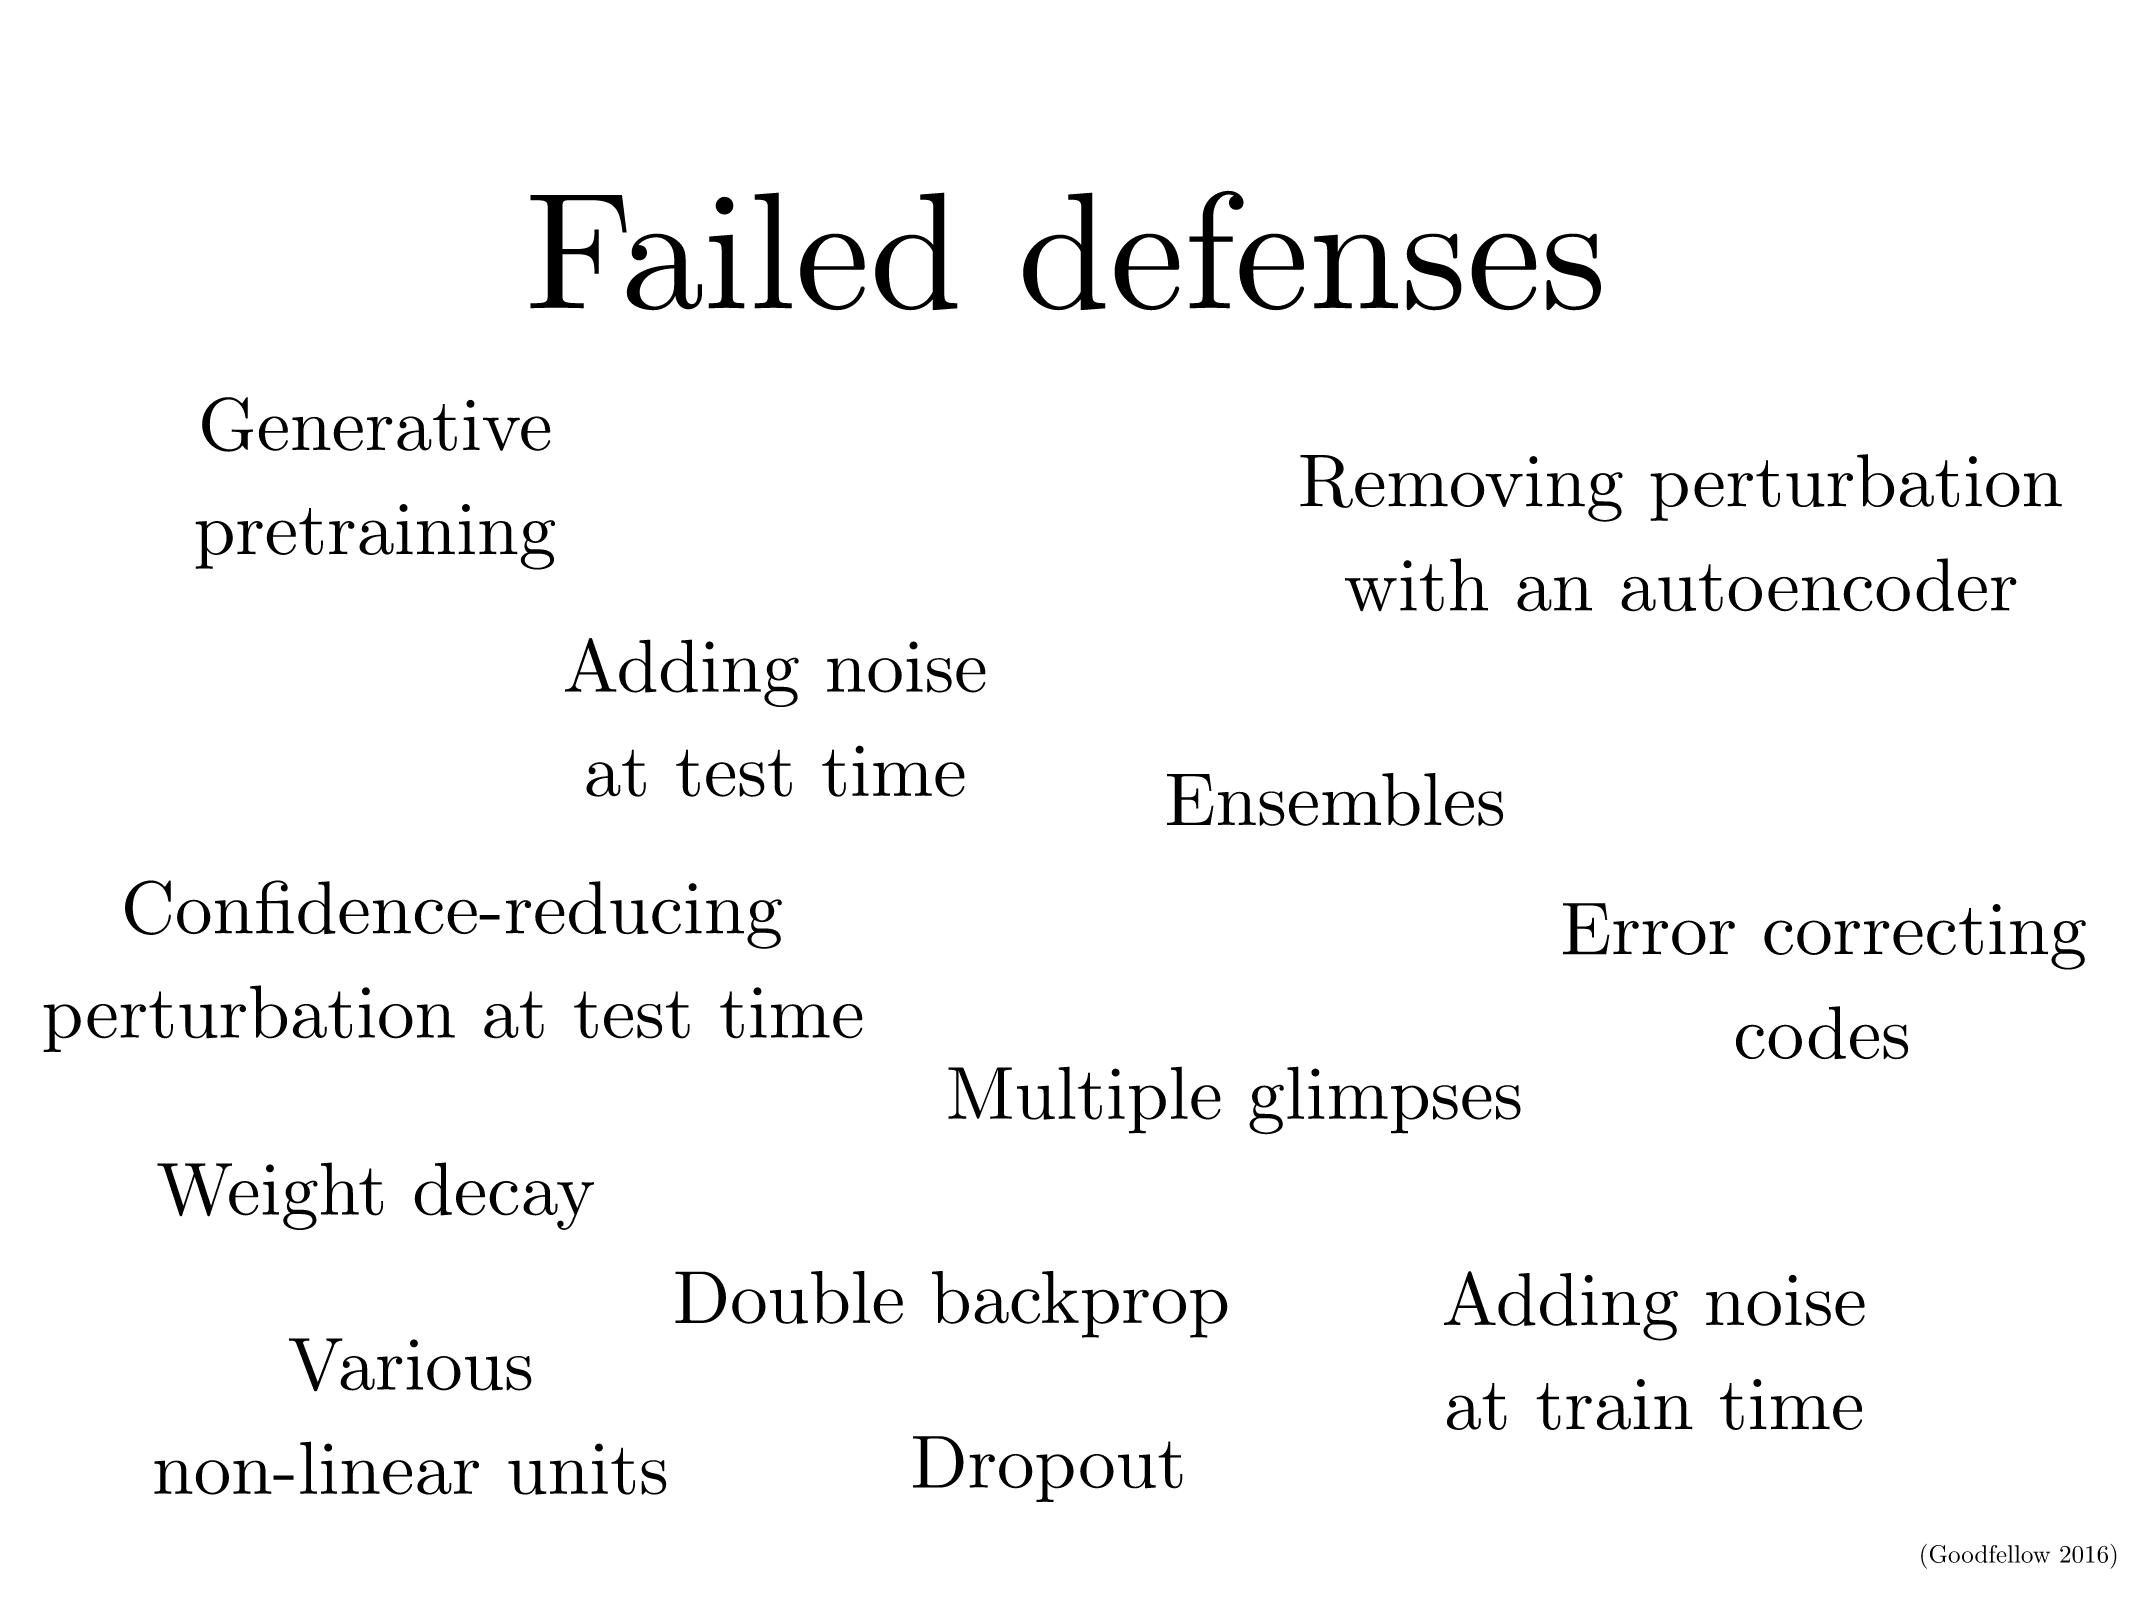 Failed defenses
Generative
pretraining
Removing perturbation
with an autoencoder
Adding noise
at test time
Ensembles
Confidence-reducing
perturbation at test time
Error correcting
codes
Multiple glimpses
Weight decay
Double backprop
Adding noise
at train time
Various
non-linear units
Dropout
(Goodfellow 2016)